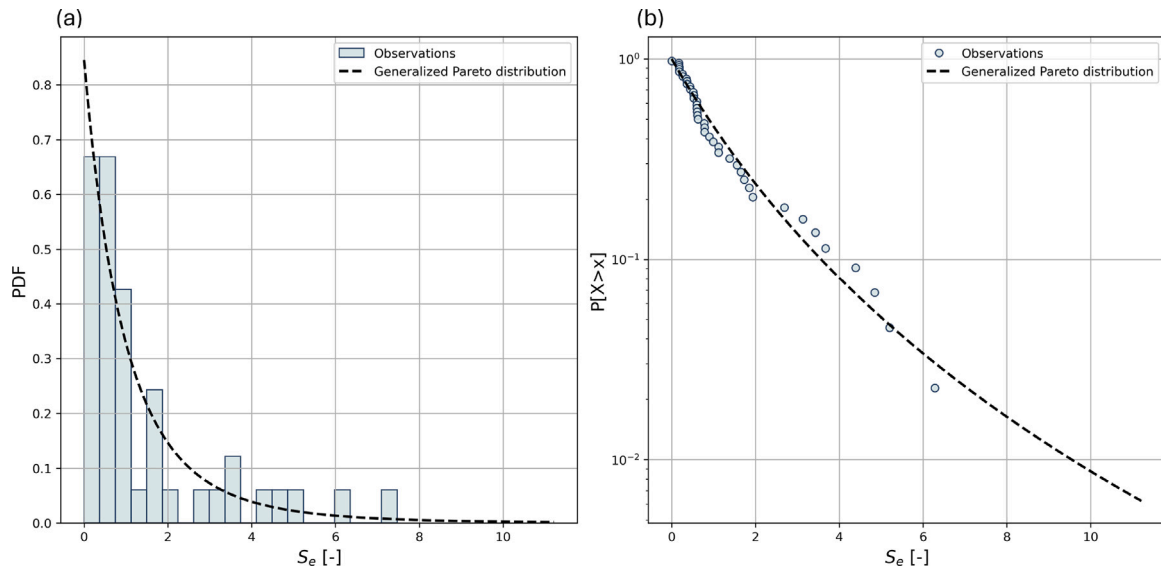 (a)
Observations
Generalized Pareto distribution
PDF
0.8
0.7
0.6
0.5
0.4
0.3
0.2
0.1
0.0
0 2 4 6 8 10
S_e [-]
(b)
Observations
Generalized Pareto distribution
P[X>x]
10⁰
10⁻¹
10⁻²
0 2 4 6 8 10
S_e [-]